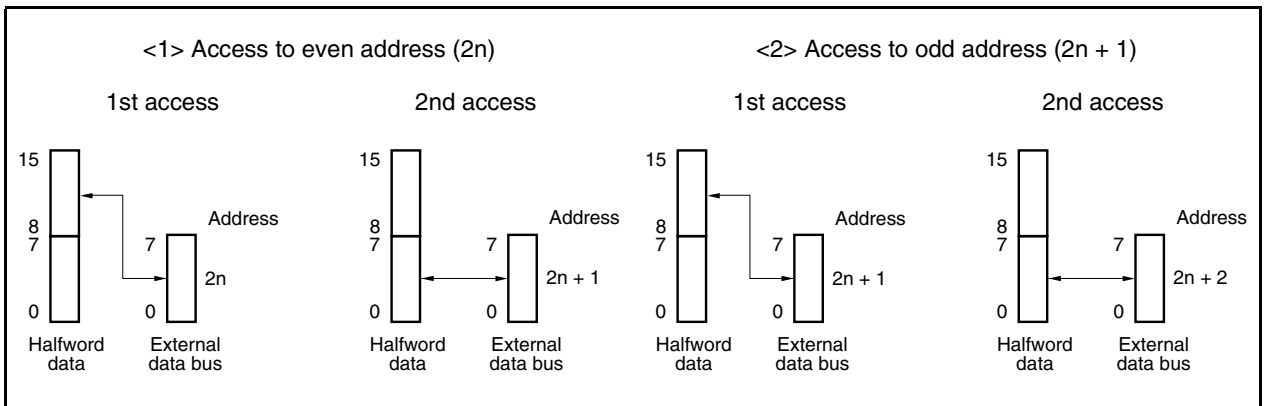 <1> Access to even address (2n)
<2> Access to odd address (2n + 1)
1st access
2nd access
1st access
2nd access
15
8
7
0
Halfword
data
7
0
External
data bus
Address
2n
15
8
7
0
Halfword
data
7
0
External
data bus
Address
2n + 1
15
8
7
0
Halfword
data
7
0
External
data bus
Address
2n + 1
15
8
7
0
Halfword
data
7
0
External
data bus
Address
2n + 2